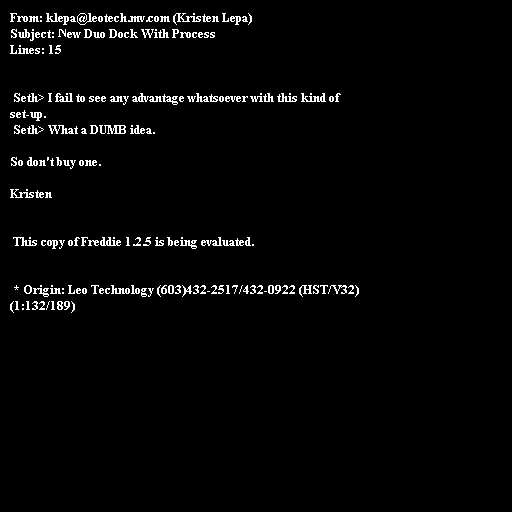 From: klepa@leotech.mv.com (Kristen Lepa)
Subject: New Duo Dock With Process
Lines: 15
Seth> I fail to see any advantage whatsoever with this kind of
set-up.
Seth> What a DUMB idea.
So don't buy one.
Kristen
This copy of Freddie 1.2.5 is being evaluated.
* Origin: Leo Technology (603)432-2517/432-0922 (HST/V32)
(1:132/189)